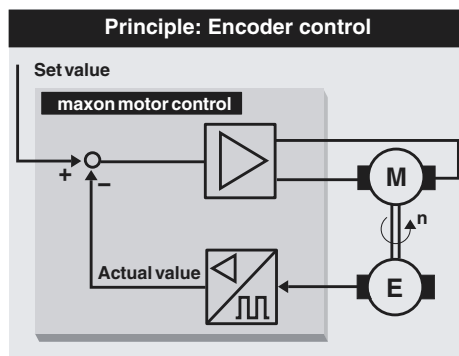 Principle: Encoder control
Set value
maxon motor control
+
–
M
n
Actual value
E